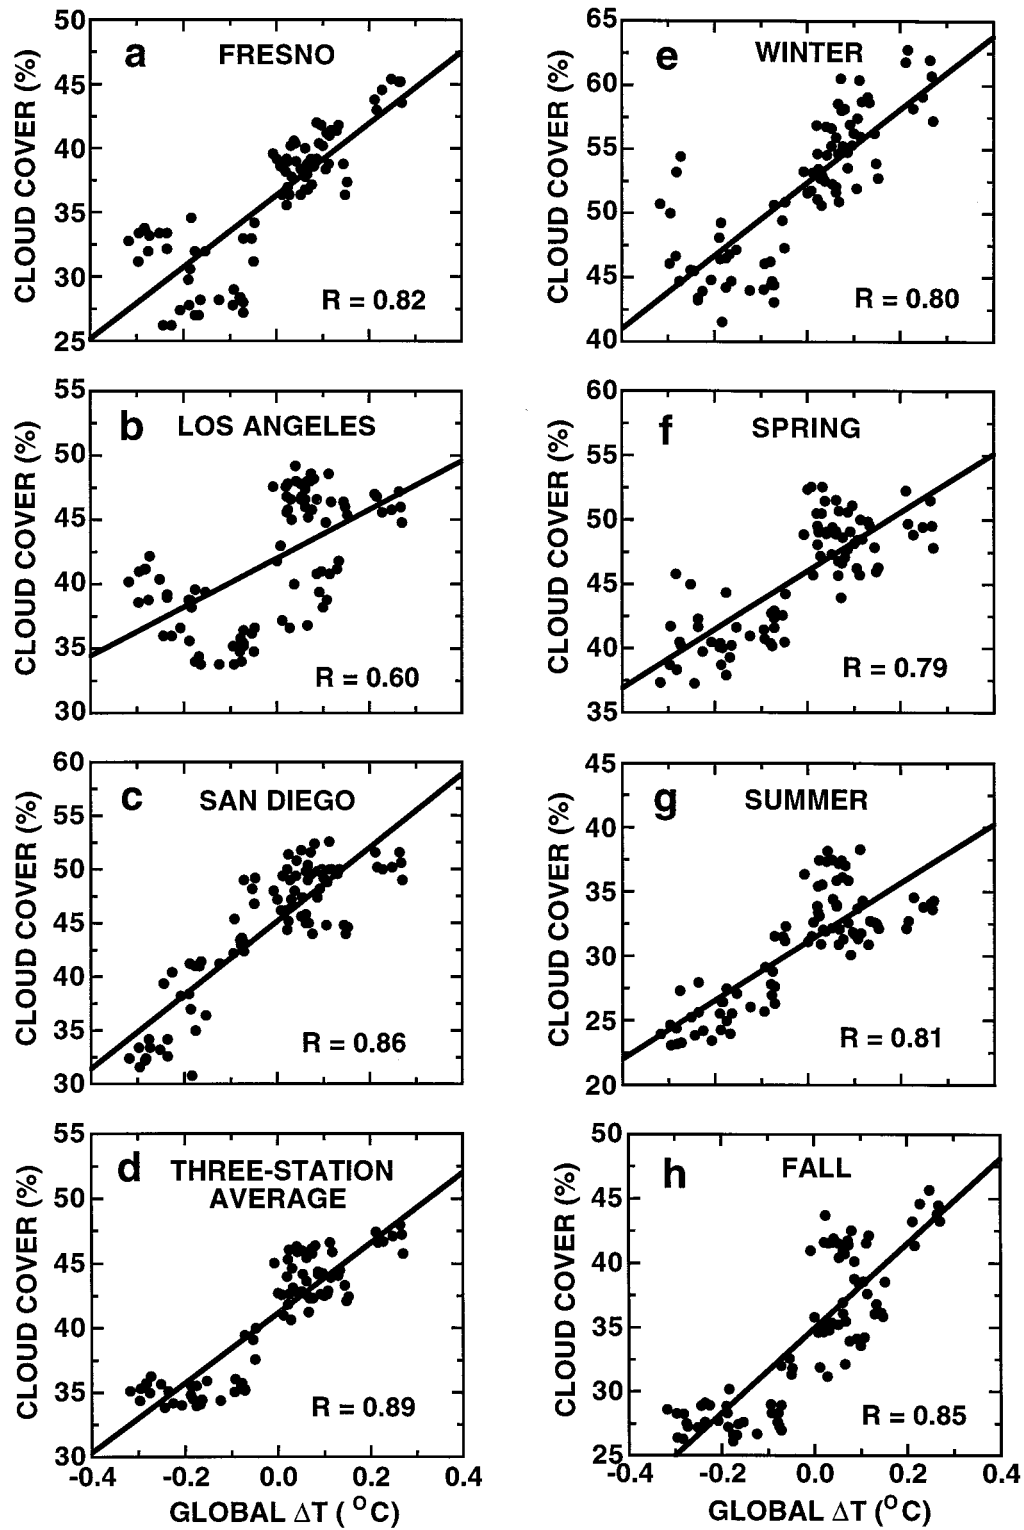 a FRESNO
CLOUD COVER (%)
50
45
40
35
30
25
R = 0.82
b LOS ANGELES
CLOUD COVER (%)
55
50
45
40
35
30
R = 0.60
c SAN DIEGO
CLOUD COVER (%)
60
55
50
45
40
35
30
R = 0.86
d THREE-STATION
AVERAGE
CLOUD COVER (%)
55
50
45
40
35
30
R = 0.89
-0.4 -0.2 0.0 0.2 0.4
GLOBAL ΔT (°C)
e WINTER
CLOUD COVER (%)
65
60
55
50
45
40
R = 0.80
f SPRING
CLOUD COVER (%)
60
55
50
45
40
35
R = 0.79
g SUMMER
CLOUD COVER (%)
45
40
35
30
25
20
R = 0.81
h FALL
CLOUD COVER (%)
50
45
40
35
30
25
R = 0.85
-0.4 -0.2 0.0 0.2 0.4
GLOBAL ΔT (°C)